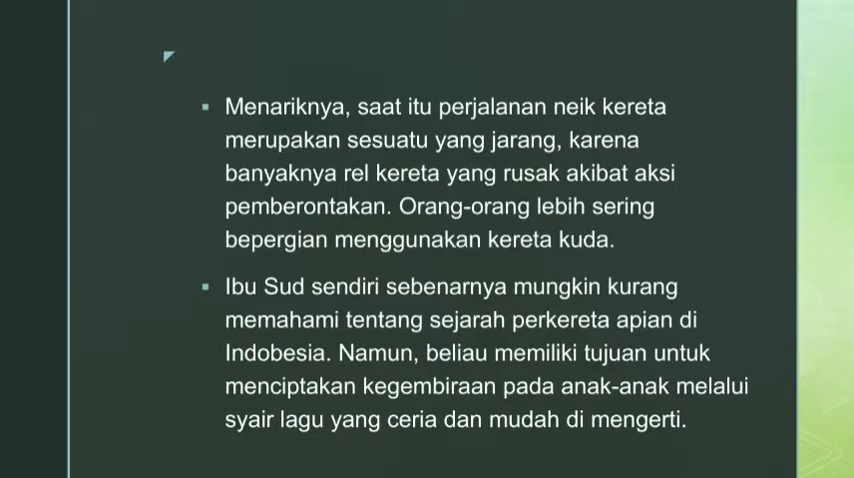 Menariknya, saat itu perjalanan neik kereta
merupakan sesuatu yang jarang, karena
banyaknya rel kereta yang rusak akibat aksi
pemberontakan. Orang-orang lebih sering
bepergian menggunakan kereta kuda.
Ibu Sud sendiri sebenarnya mungkin kurang
memahami tentang sejarah perkereta apian di
Indobesia. Namun, beliau memiliki tujuan untuk
menciptakan kegembiraan pada anak-anak melalui
syair lagu yang ceria dan mudah di mengerti.